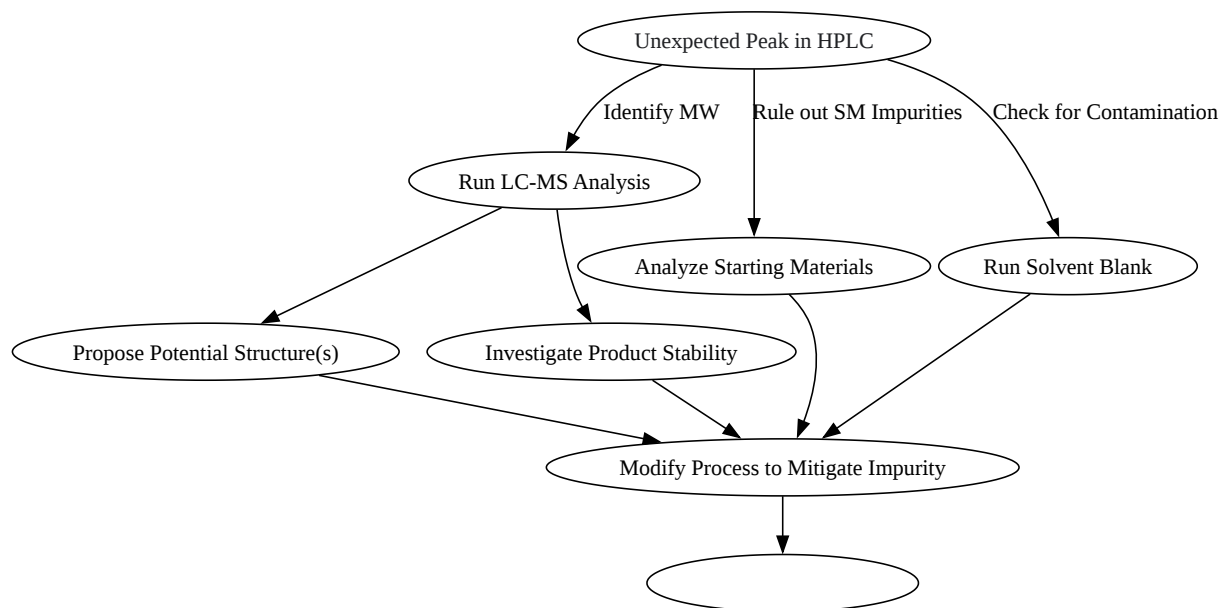 Unexpected Peak in HPLC
Identify MW
Rule out SM Impurities
Check for Contamination
Run LC-MS Analysis
Analyze Starting Materials
Run Solvent Blank
Propose Potential Structure(s)
Investigate Product Stability
Modify Process to Mitigate Impurity